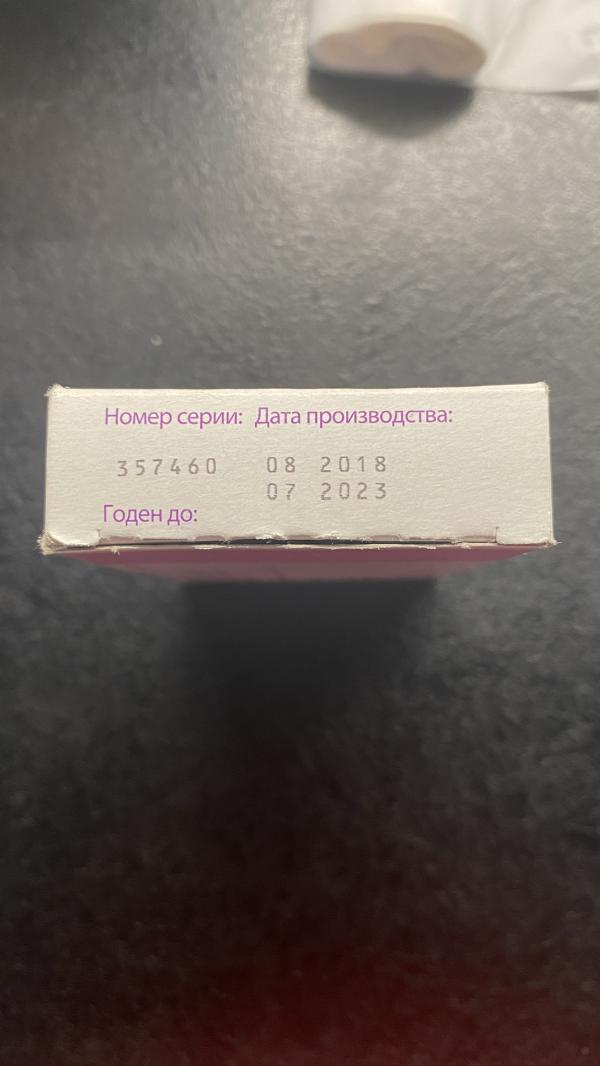 Номер серии: Дата производства:
357460 08 2018
07 2023
Годен до: